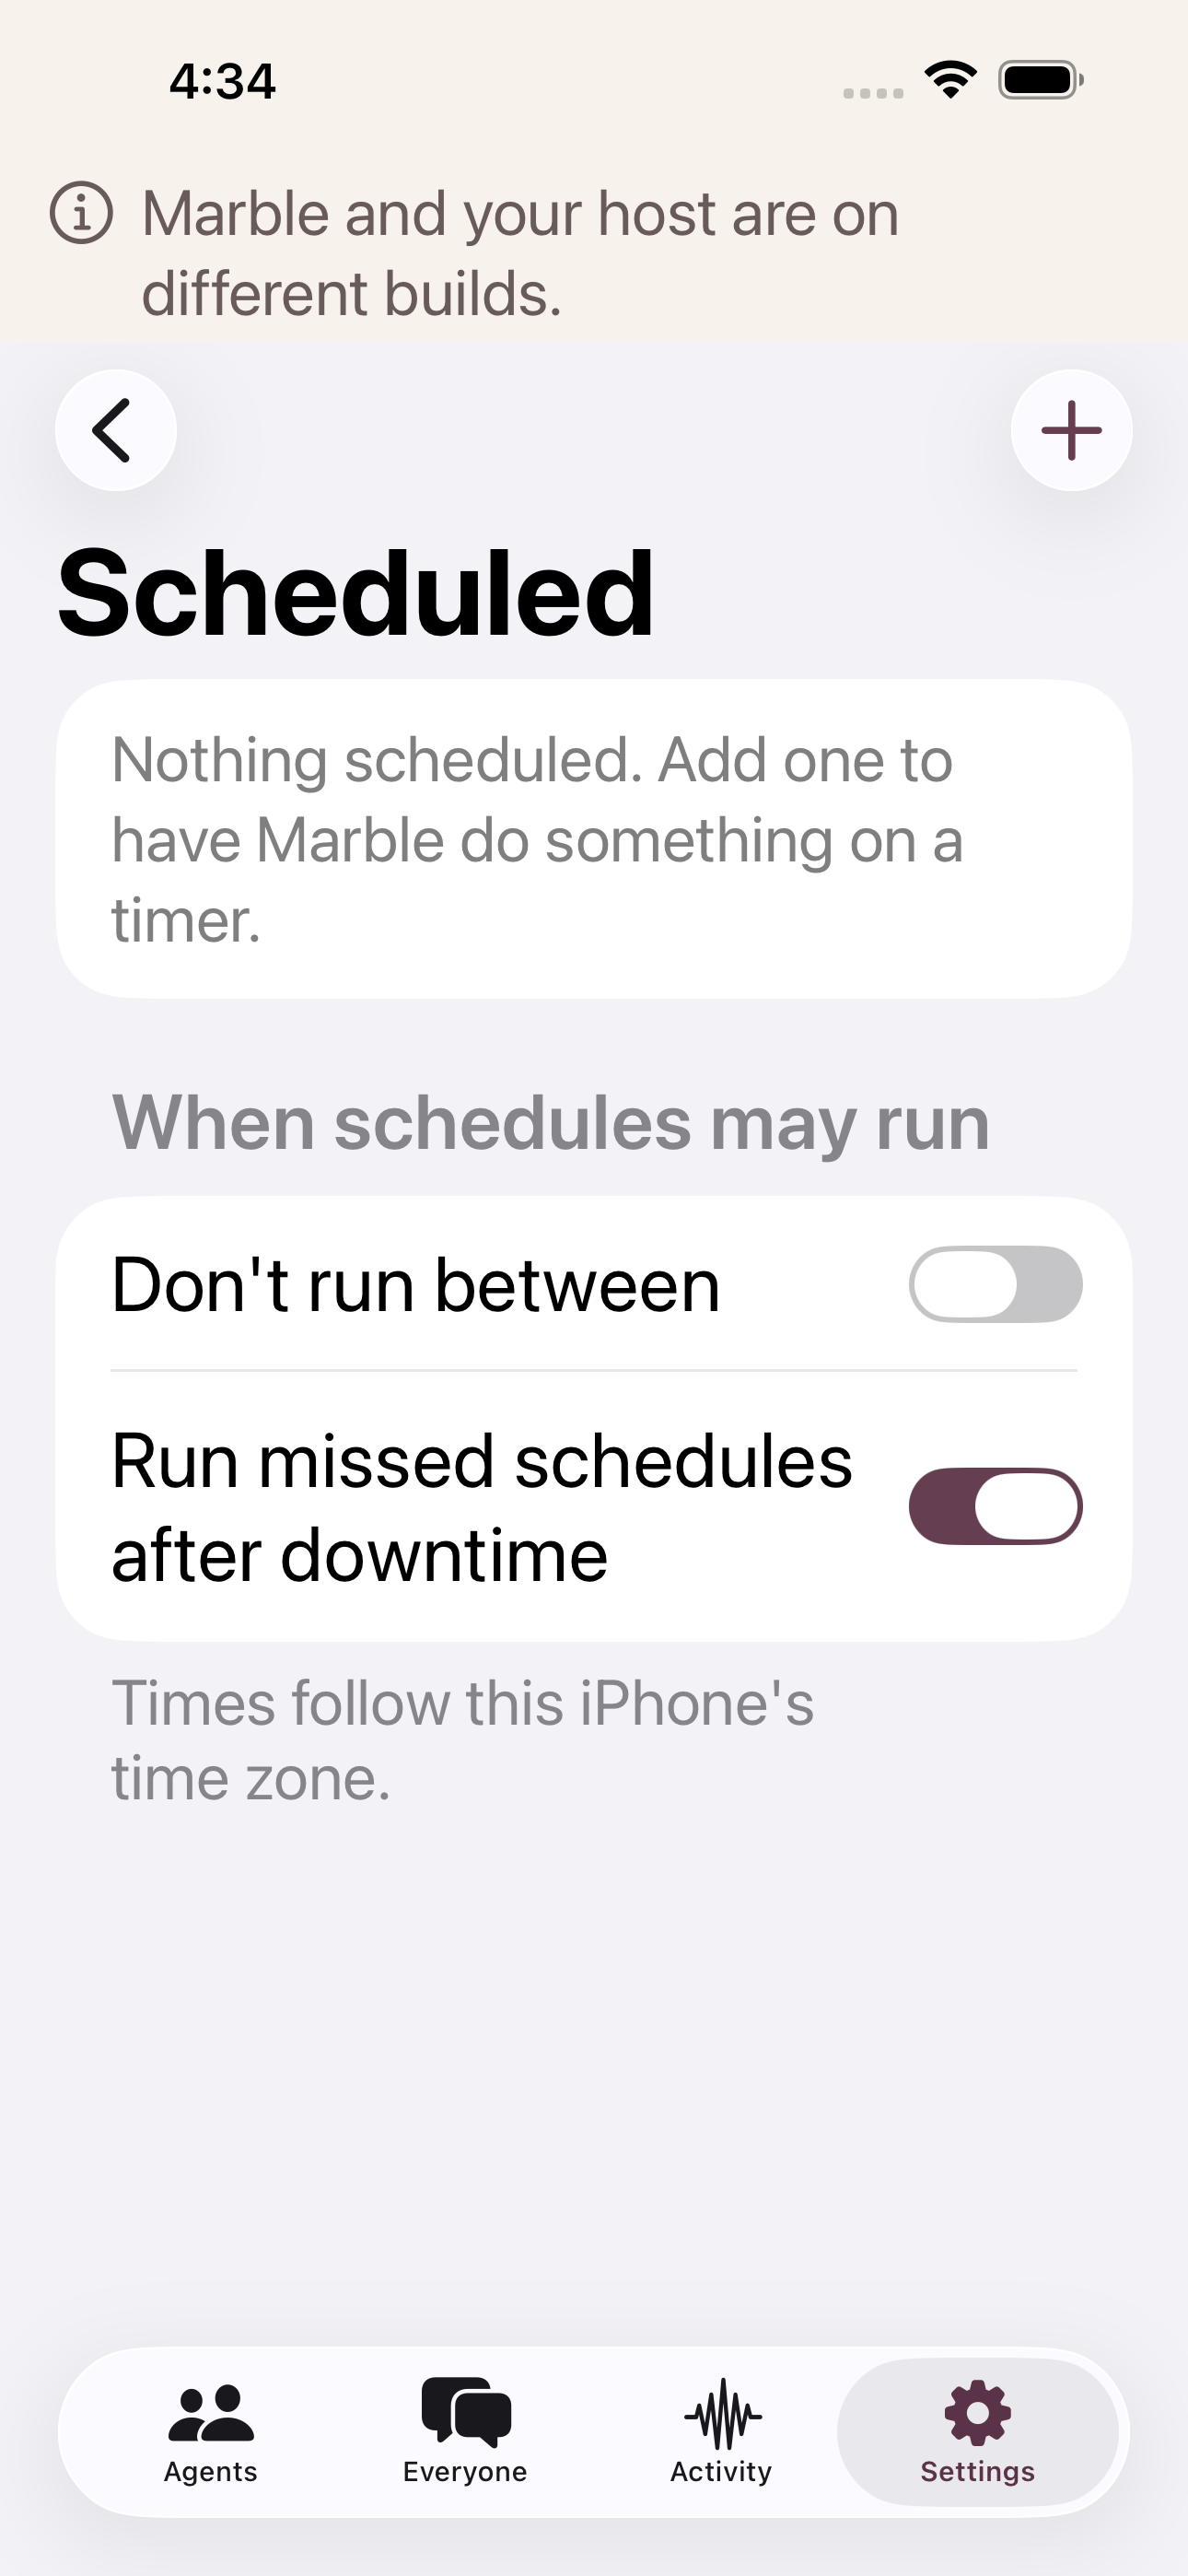 4:34
Marble and your host are on
different builds.
Scheduled
Nothing scheduled. Add one to
have Marble do something on a
timer.
When schedules may run
Don't run between
Run missed schedules
after downtime
Times follow this iPhone's
time zone.
Agents
Everyone
Activity
Settings